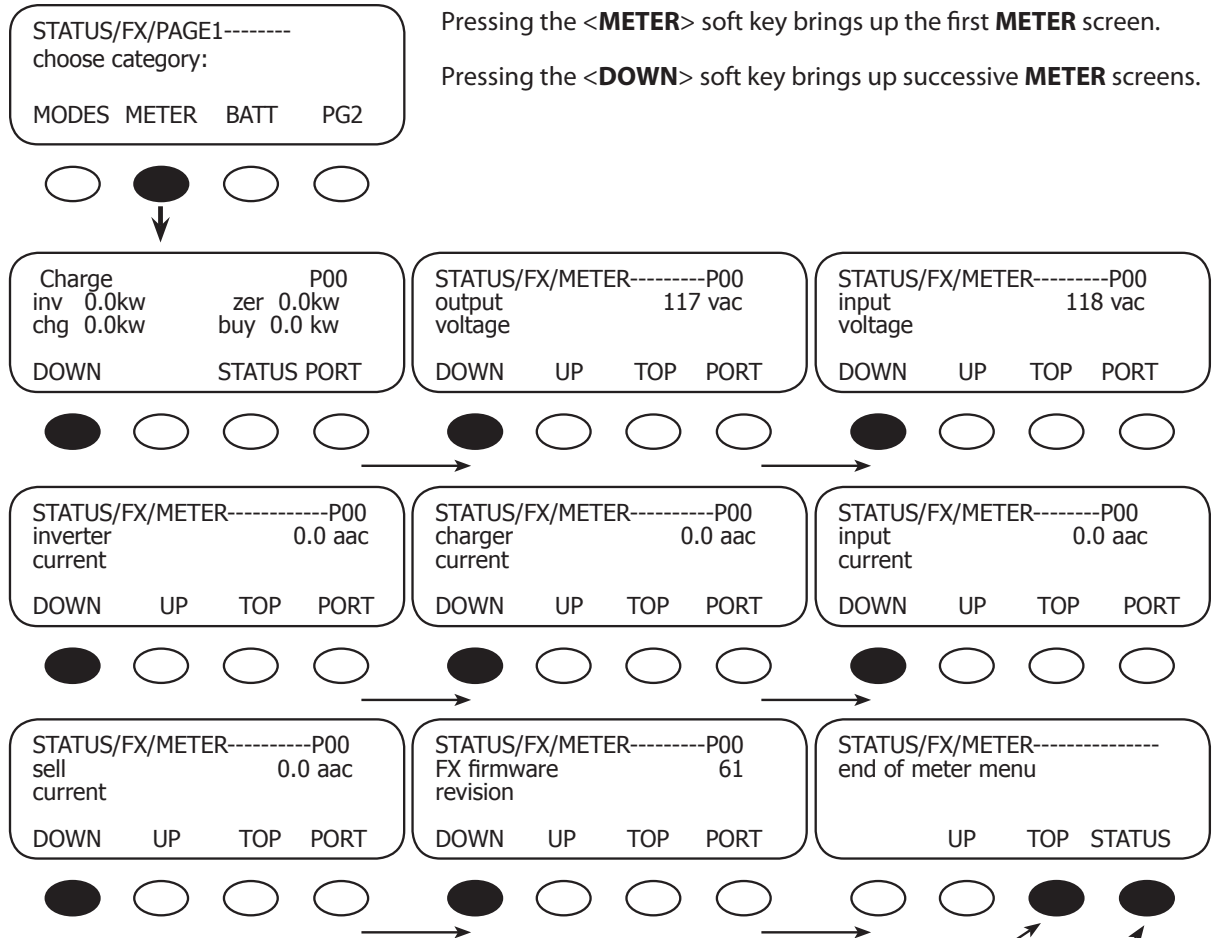 STATUS/FX/PAGE1--------
choose category:
MODES METER BATT PG2
Pressing the <METER> soft key brings up the first METER screen.
Pressing the <DOWN> soft key brings up successive METER screens.
Charge P00
inv 0.0kw zer 0.0kw
chg 0.0kw buy 0.0 kw
DOWN STATUS PORT
STATUS/FX/METER---------P00
output 117 vac
voltage
DOWN UP TOP PORT
STATUS/FX/METER---------P00
input 118 vac
voltage
DOWN UP TOP PORT
STATUS/FX/METER------------P00
inverter 0.0 aac
current
DOWN UP TOP PORT
STATUS/FX/METER----------P00
charger 0.0 aac
current
DOWN UP TOP PORT
STATUS/FX/METER--------P00
input 0.0 aac
current
DOWN UP TOP PORT
STATUS/FX/METER----------P00
sell 0.0 aac
current
DOWN UP TOP PORT
STATUS/FX/METER---------P00
FX firmware 61
revision
DOWN UP TOP PORT
STATUS/FX/METER---------------
end of meter menu
UP TOP STATUS